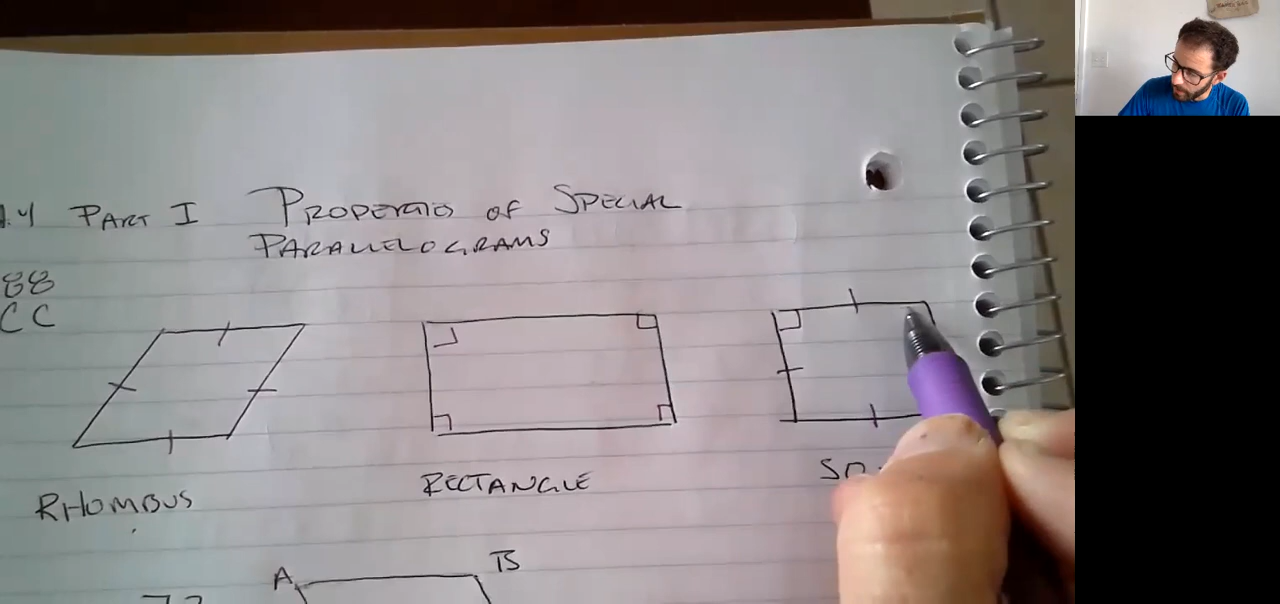 PART I PROPERTIES OF SPECIAL
PARALLELOGRAMS
88
CC
RHOMBUS
RECTANGLE
A
B